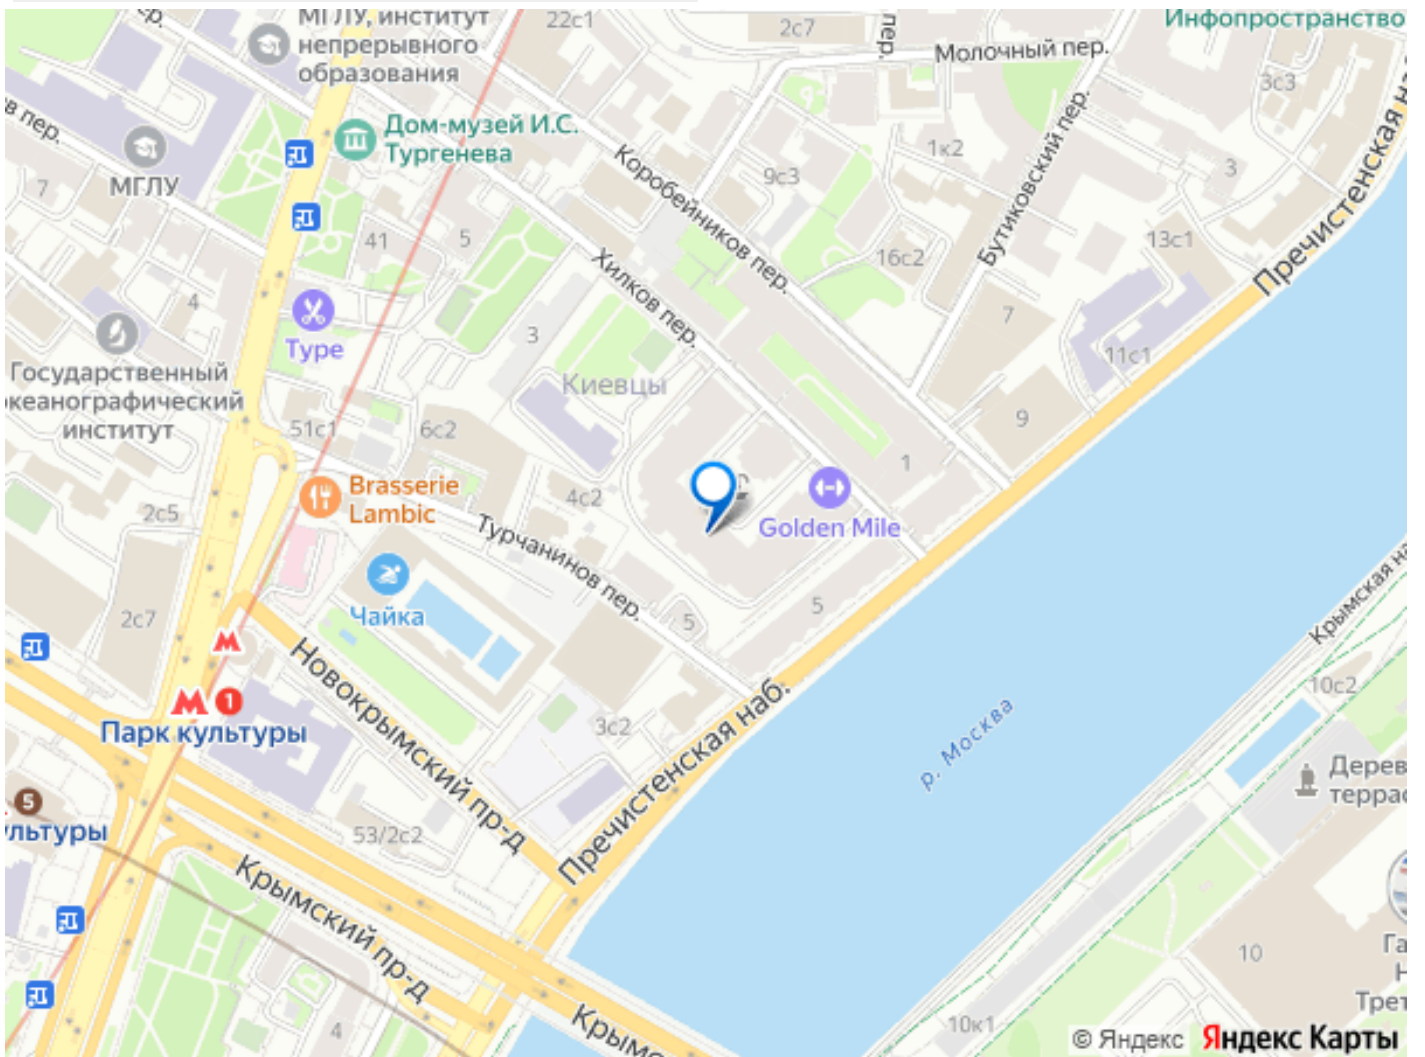 МГЛУ, институт
непрерывного
образования
22с1
2с7
пер.
Молочный пер.
Инфопространство
3с3
пер.
МГЛУ
7
Дом-музей И.С.
Тургенева
Коробейников пер.
9с3
1к2
Бутиковский пер.
3
Пречистенская
41
5
4
Хилков пер.
16с2
13с1
Type
3
7
11с1
Государственный
океанографический
институт
Киевцы
51с1
6с2
9
1
Brasserie
Lambic
4с2
2с5
Турчанинов пер.
Golden Mile
Чайка
2с7
5
5
Крымская
М
М 1
Парк культуры
Новокрымский пр-д
3с2
Пречистенская наб.
р. Москва
10с2
5
53/2с2
Крымский пр-д
10
4
10к1
© Яндекс Яндекс Карты